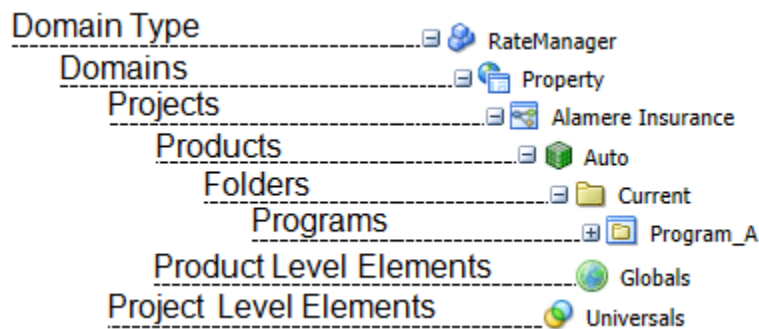 Domain Type RateManager
Domains Property
Projects Alamere Insurance
Products Auto
Folders Current
Programs Program_A
Product Level Elements Globals
Project Level Elements Universals